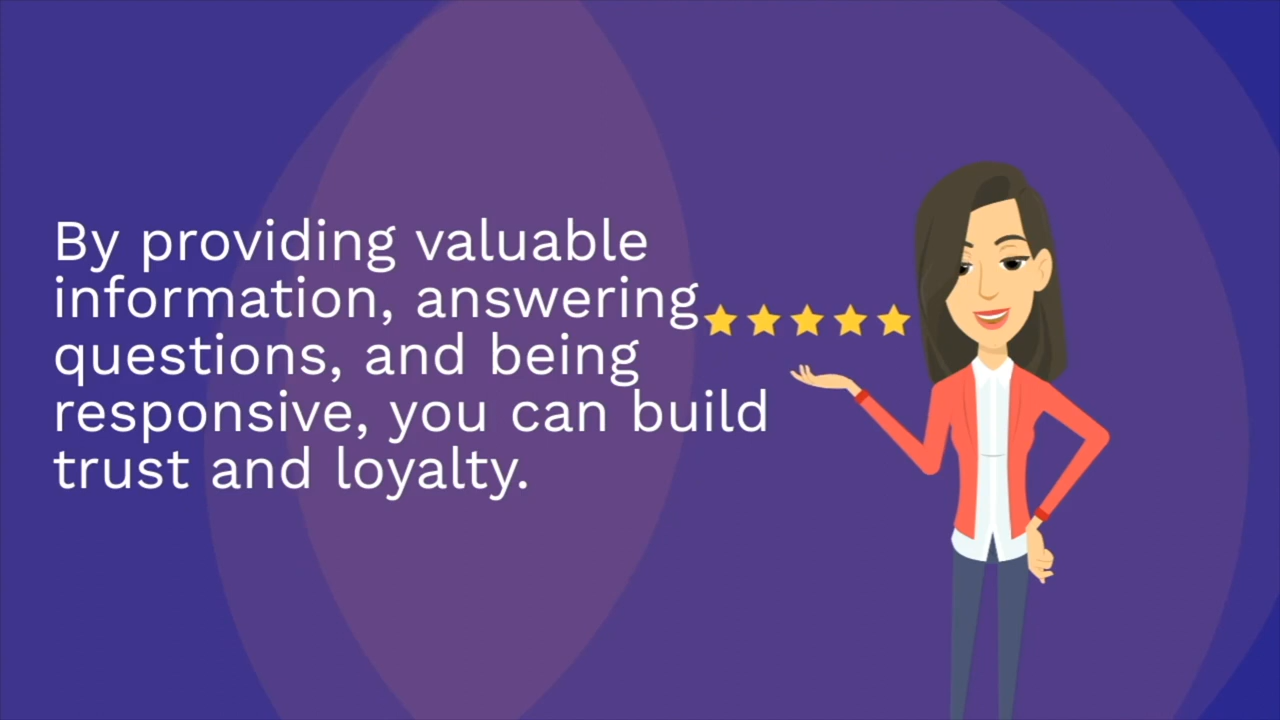 By providing valuable
information, answering
questions, and being
responsive, you can build
trust and loyalty.